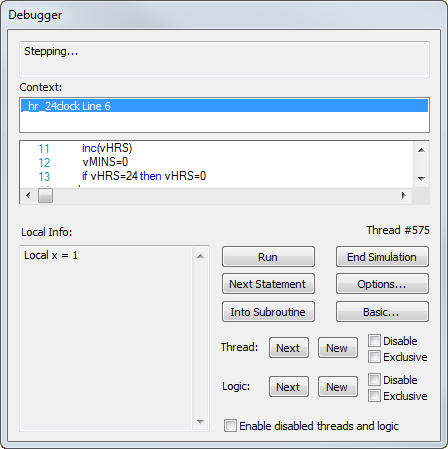 Debugger
Stepping...
Context:
_hr_24clock Line 6
11 inc(vHRS)
12 vMINS=0
13 if vHRS=24 then vHRS=0
Local Info:
Thread #575
Local x = 1
Run
End Simulation
Next Statement
Options...
Into Subroutine
Basic...
Thread:
Next
New
Disable
Exclusive
Logic:
Next
New
Disable
Exclusive
Enable disabled threads and logic